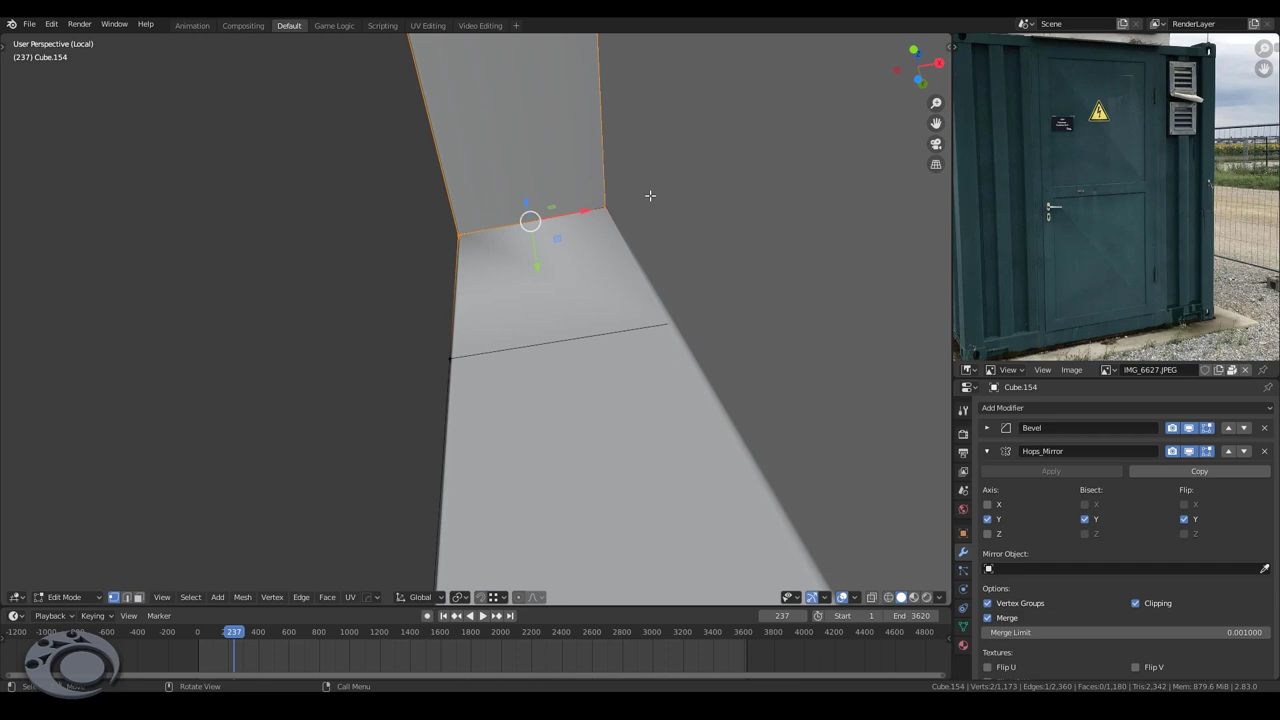 File Edit Render Window Help Animation Compositing Default Game Logic Scripting UV Editing Video Editing + Scene RenderLayer
User Perspective (Local)
(237) Cube.154
X
View View Image IMG_6627.JPEG
Cube.154
Add Modifier
Bevel
Hops_Mirror
Apply Copy
Axis: Bisect: Flip:
X X X
Y Y Y
Z Z Z
Mirror Object:
Options:
Vertex Groups Clipping
Merge
Merge Limit 0.001000
Textures:
Flip U Flip V
Edit Mode View Select Add Mesh Vertex Edge Face UV Global
Playback Keying View Marker 237 Start 1 End 3620
-1200 -1000 -800 -600 -400 -200 0 237 400 600 800 1000 1200 1400 1600 1800 2000 2200 2400 2600 2800 3000 3200 3400 3600 3800 4000 4200 4400 4600 4800
Rotate View Call Menu Cube.154 | Verts:2/1,173 | Edges:1/2,360 | Faces:0/1,180 | Tris:2,342 | Mem: 879.6 MiB | 2.83.0